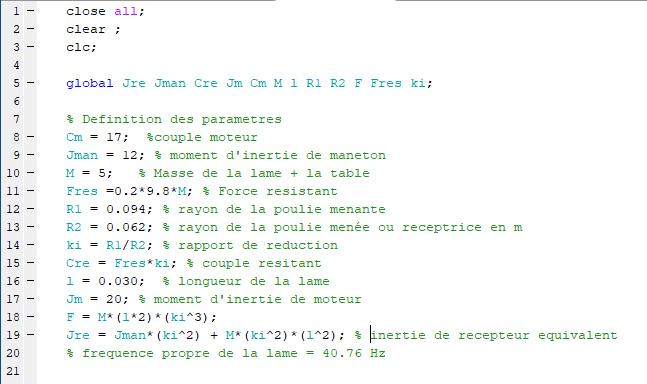 1 − close all;
2 − clear ;
3 − clc;
4
5 − global Jre Jman Cre Jm Cm M l R1 R2 F Fres ki;
6
7 % Definition des parametres
8 − Cm = 17; %couple moteur
9 − Jman = 12; % moment d'inertie de maneton
10 − M = 5; % Masse de la lame + la table
11 − Fres =0.2*9.8*M; % Force resistant
12 − R1 = 0.094; % rayon de la poulie menante
13 − R2 = 0.062; % rayon de la poulie menée ou receptrice en m
14 − ki = R1/R2; % rapport de reduction
15 − Cre = Fres*ki; % couple resitant
16 − l = 0.030; % longueur de la lame
17 − Jm = 20; % moment d'inertie de moteur
18 − F = M*(l*2)*(ki^3);
19 − Jre = Jman*(ki^2) + M*(ki^2)*(l^2); % inertie de recepteur equivalent
20 % frequence propre de la lame = 40.76 Hz
21